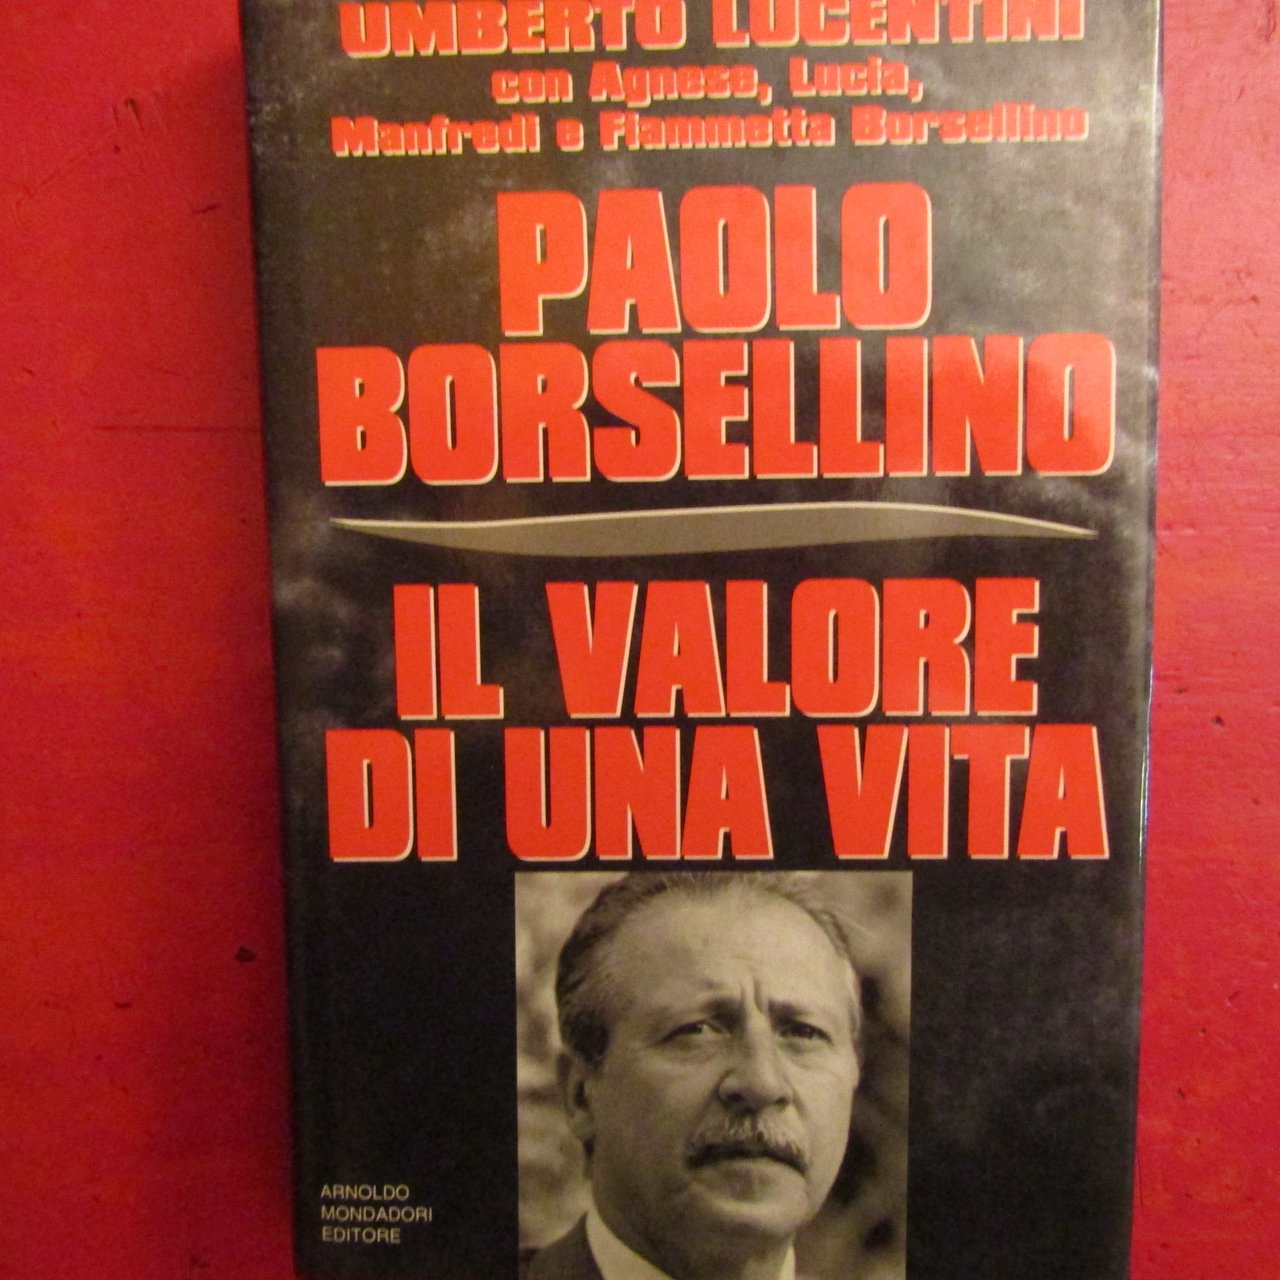 UMBERTO LUCENTINI
con Agnese, Lucia,
Manfredi e Fiammetta Borsellino
PAOLO
BORSELLINO
IL VALORE
DI UNA VITA
ARNOLDO
MONDADORI
EDITORE